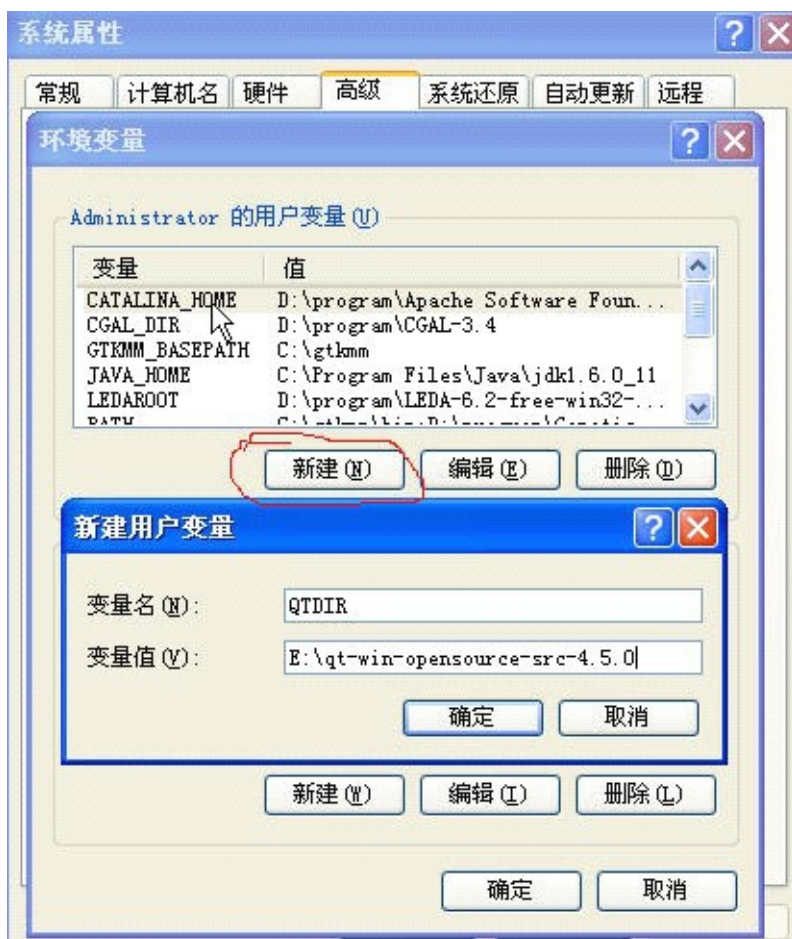 系统属性
常规 计算机名 硬件 高级 系统还原 自动更新 远程
环境变量
Administrator 的用户变量(U)
变量 值
CATALINA_HOME D:\program\Apache Software Foun...
CGAL_DIR D:\program\CGAL-3.4
GTKMM_BASEPATH C:\gtkmm
JAVA_HOME C:\Program Files\Java\jdk1.6.0_11
LEDAROOT D:\program\LEDA-6.2-free-win32-...
PATH
新建(N) 编辑(E) 删除(D)
新建用户变量
变量名(N): QTDIR
变量值(V): E:\qt-win-opensource-src-4.5.0
确定 取消
新建(W) 编辑(I) 删除(L)
确定 取消